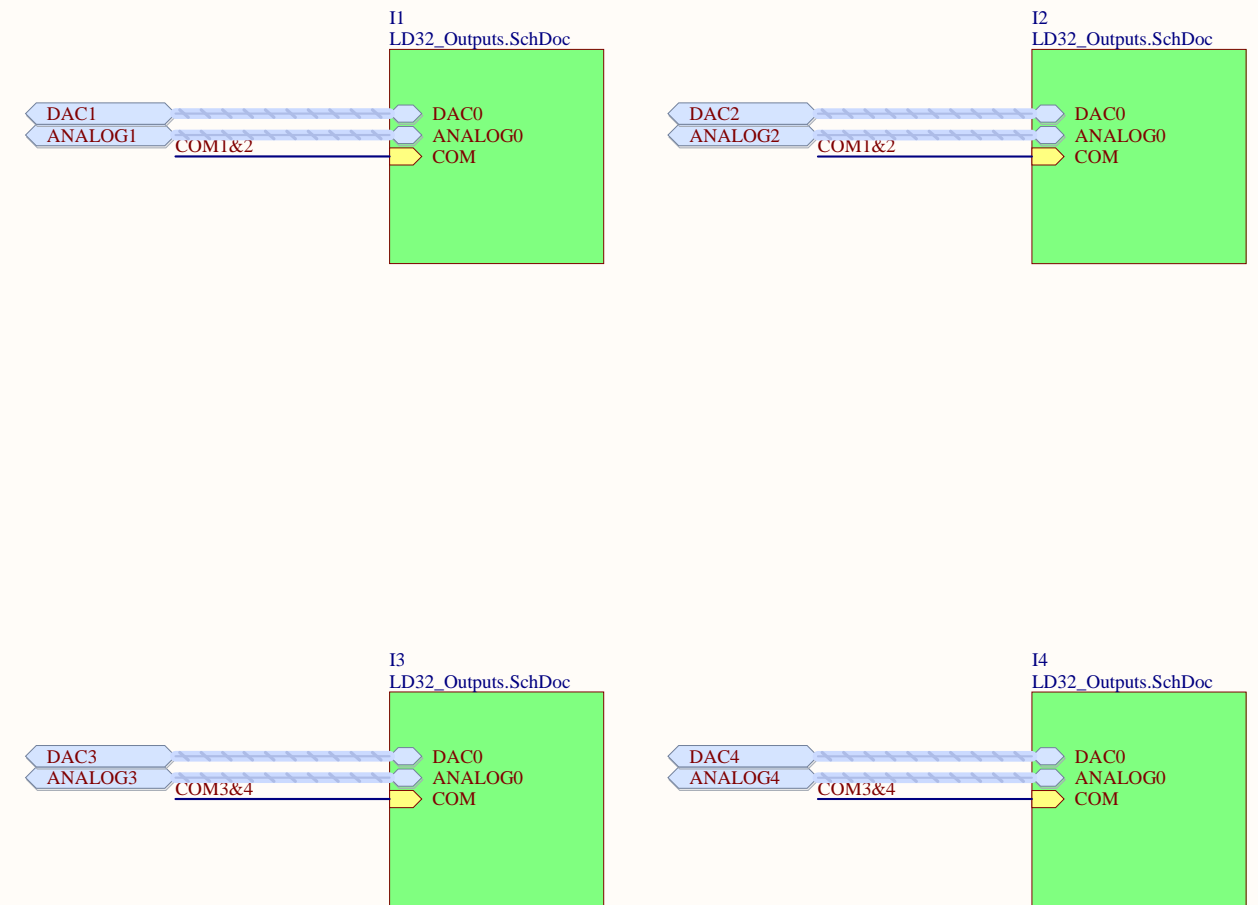 I1
LD32_Outputs.SchDoc
DAC1
DAC0
ANALOG1
ANALOG0
COM1&2
COM
I2
LD32_Outputs.SchDoc
DAC2
DAC0
ANALOG2
ANALOG0
COM1&2
COM
I3
LD32_Outputs.SchDoc
DAC3
DAC0
ANALOG3
ANALOG0
COM3&4
COM
I4
LD32_Outputs.SchDoc
DAC4
DAC0
ANALOG4
ANALOG0
COM3&4
COM